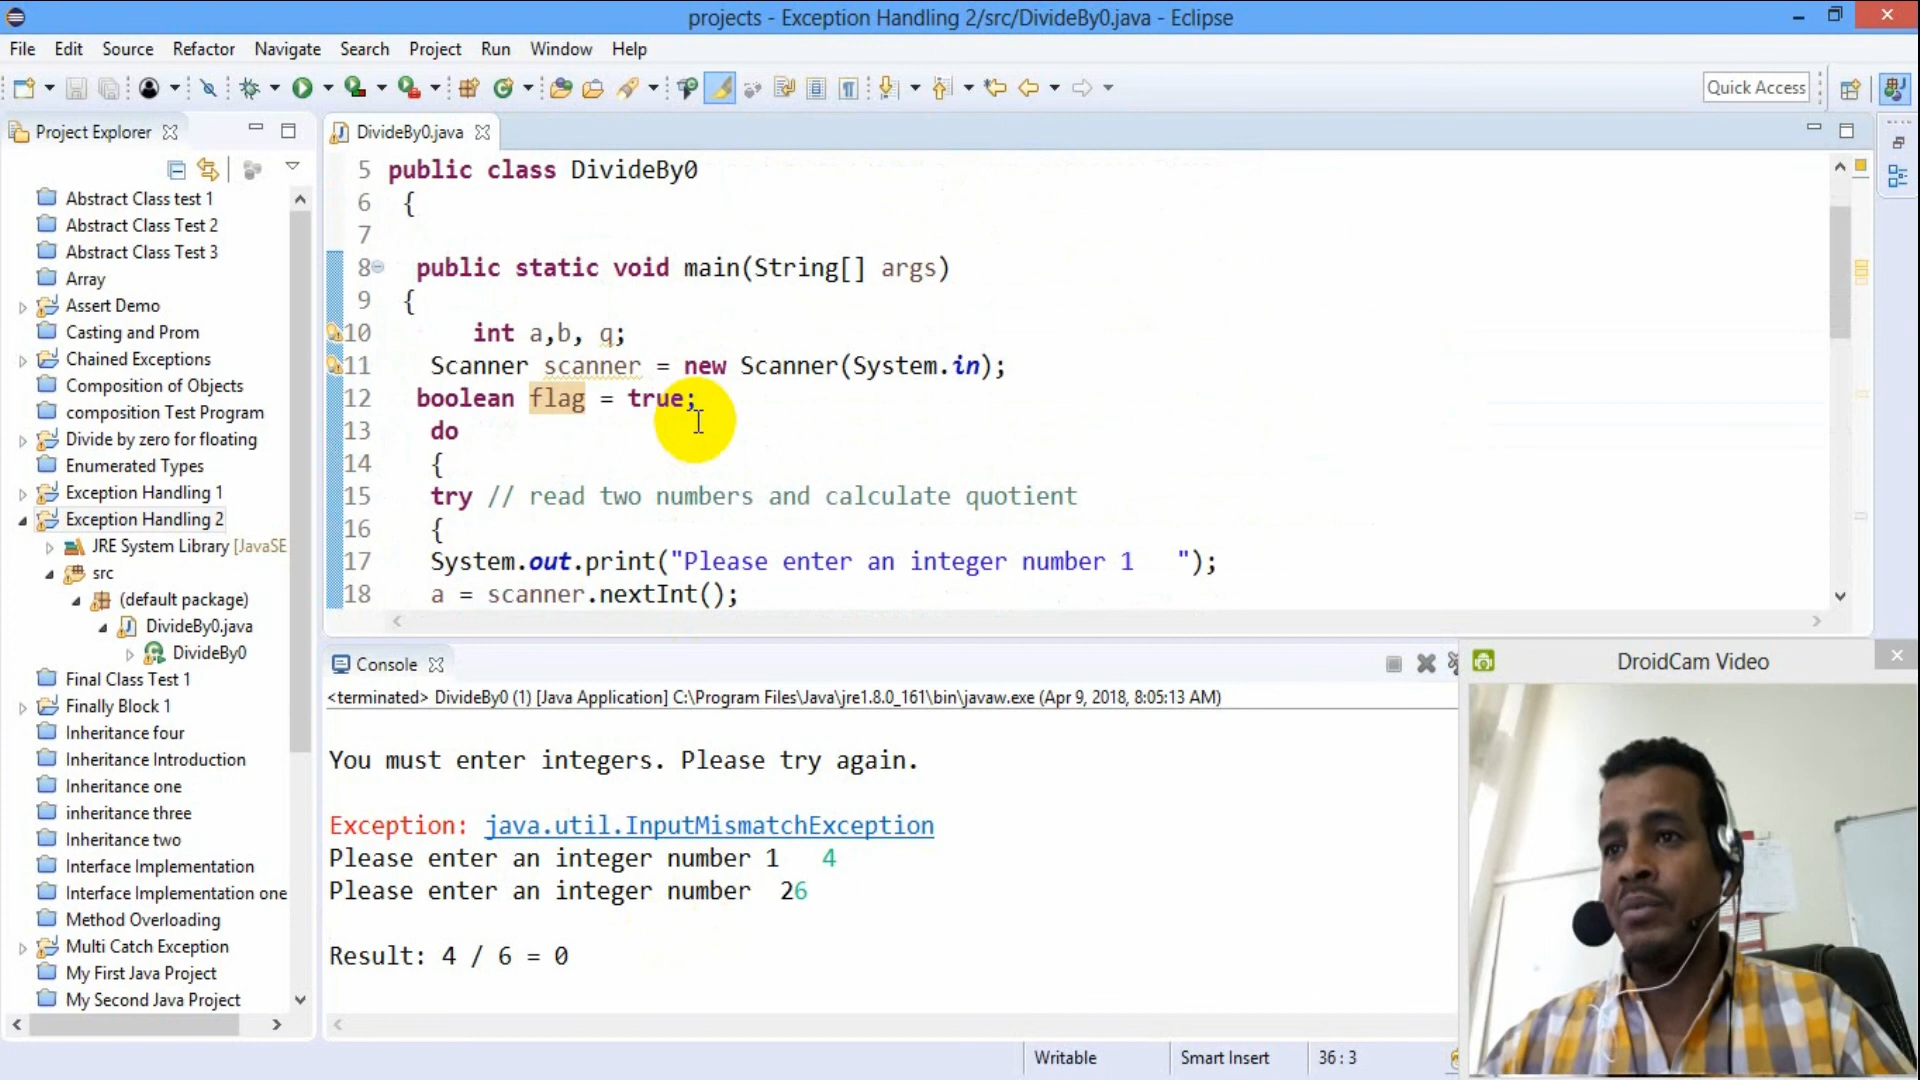 projects - Exception Handling 2/src/DivideBy0.java - Eclipse
File Edit Source Refactor Navigate Search Project Run Window Help
Quick Access
Project Explorer
Abstract Class test 1
Abstract Class Test 2
Abstract Class Test 3
Array
Assert Demo
Casting and Prom
Chained Exceptions
Composition of Objects
composition Test Program
Divide by zero for floating
Enumerated Types
Exception Handling 1
Exception Handling 2
JRE System Library [JavaSE
src
(default package)
DivideBy0.java
DivideBy0
Final Class Test 1
Finally Block 1
Inheritance four
Inheritance Introduction
Inheritance one
inheritance three
Inheritance two
Interface Implementation
Interface Implementation one
Method Overloading
Multi Catch Exception
My First Java Project
My Second Java Project
DivideBy0.java
5 public class DivideBy0
6 {
7
8 public static void main(String[] args)
9 {
10 int a,b, q;
11 Scanner scanner = new Scanner(System.in);
12 boolean flag = true;
13 do
14 {
15 try // read two numbers and calculate quotient
16 {
17 System.out.print("Please enter an integer number 1   ");
18 a = scanner.nextInt();
Console
<terminated> DivideBy0 (1) [Java Application] C:\Program Files\Java\jre1.8.0_161\bin\javaw.exe (Apr 9, 2018, 8:05:13 AM)
You must enter integers. Please try again.
Exception: java.util.InputMismatchException
Please enter an integer number 1   4
Please enter an integer number  26
Result: 4 / 6 = 0
DroidCam Video
Writable Smart Insert 36 : 3